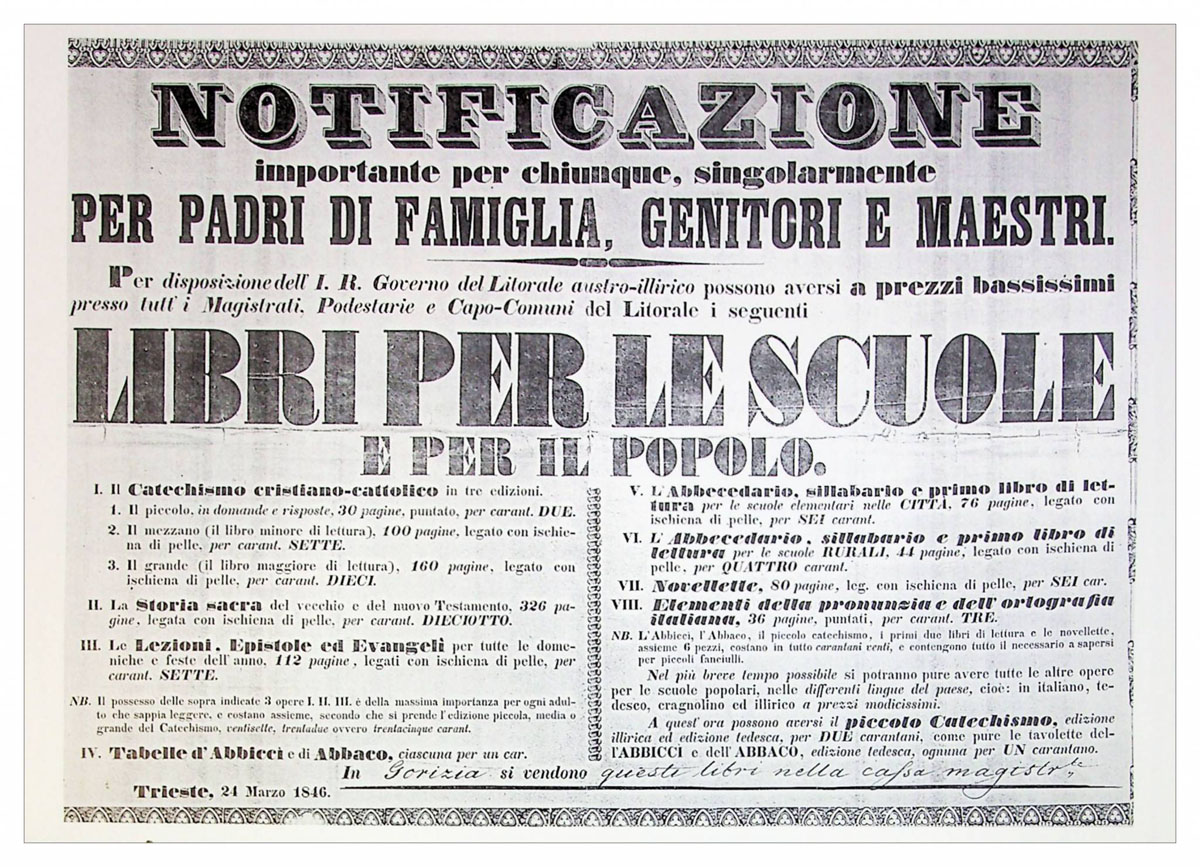 NOTIFICAZIONE
importante per chiunque, singolarmente
PER PADRI DI FAMIGLIA, GENITORI E MAESTRI.
Per disposizione dell' I. R. Governo del Litorale austro-illirico possono aversi a prezzi bassissimi
presso tutt' i Magistrati, Podestarie e Capo-Comuni del Litorale i seguenti
LIBRI PER LE SCUOLE
E PER IL POPOLO.
I. Il Catechismo cristiano-cattolico in tre edizioni.
1. Il piccolo, in domande e risposte, 30 pagine, puntato, per carant. DUE.
2. Il mezzano (il libro minore di lettura), 100 pagine, legato con ischie-
na di pelle, per carant. SETTE.
3. Il grande (il libro maggiore di lettura), 160 pagine, legato con
ischiena di pelle, per carant. DIECI.
II. La Storia sacra del vecchio e del nuovo Testamento, 326 pa-
gine, legata con ischiena di pelle, per carant. DIECIOTTO.
III. Le Lezioni, Epistole ed Evangelì per tutte le dome-
niche e feste dell' anno, 112 pagine, legati con ischiena di pelle, per
carant. SETTE.
NB. Il possesso delle sopra indicate 3 opere I. II. III. è della massima importanza per ogni adul-
to che sappia leggere, e costano assieme, secondo che si prende l'edizione piccola, media o
grande del Catechismo, ventisette, trentadue ovvero trentacinque carant.
IV. Tabelle d'Abbicci e di Abbaco, ciascuna per un car.
V. L'Abbecedario, sillabario e primo libro di let-
tura per le scuole elementari nelle CITTÀ, 76 pagine, legato con
ischiena di pelle, per SEI carant.
VI. L' Abbecedario, sillabario e primo libro di
lettura per le scuole RURALI, 44 pagine, legato con ischiena di
pelle, per QUATTRO carant.
VII. Novellette, 80 pagine, leg. con ischiena di pelle, per SEI car.
VIII. Elementi della pronunzia e dell' ortografia
italiana, 36 pagine, puntati, per carant. TRE.
NB. L'Abbicci, l'Abbaco, il piccolo catechismo, i primi due libri di lettura e le novellette,
assieme 6 pezzi, costano in tutto carantani venti, e contengono tutto il necessario a sapersi
per piccoli fanciulli.
Nel più breve tempo possibile si potranno pure avere tutte le altre opere
per le scuole popolari, nelle differenti lingue del paese, cioè: in italiano, te-
desco, cragnolino ed illirico a prezzi modicissimi.
A quest' ora possono aversi il piccolo Catechismo, edizione
illirica ed edizione tedesca, per DUE carantani, come pure le tavolette del-
l'ABBICCÌ e dell'ABBACO, edizione tedesca, ognuna per UN carantano.
In Gorizia si vendono questi libri nella cassa magistrle
Trieste, 24 Marzo 1846.